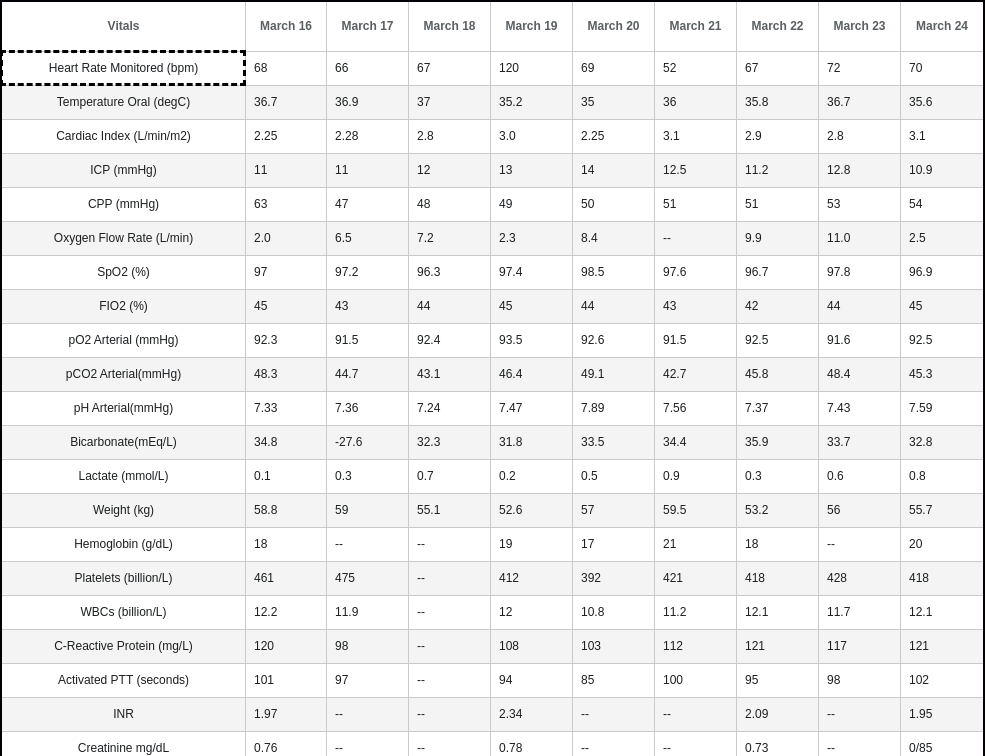 Vitals March 16 March 17 March 18 March 19 March 20 March 21 March 22 March 23 March 24
Heart Rate Monitored (bpm) 68 66 67 120 69 52 67 72 70
Temperature Oral (degC) 36.7 36.9 37 35.2 35 36 35.8 36.7 35.6
Cardiac Index (L/min/m2) 2.25 2.28 2.8 3.0 2.25 3.1 2.9 2.8 3.1
ICP (mmHg) 11 11 12 13 14 12.5 11.2 12.8 10.9
CPP (mmHg) 63 47 48 49 50 51 51 53 54
Oxygen Flow Rate (L/min) 2.0 6.5 7.2 2.3 8.4 -- 9.9 11.0 2.5
SpO2 (%) 97 97.2 96.3 97.4 98.5 97.6 96.7 97.8 96.9
FIO2 (%) 45 43 44 45 44 43 42 44 45
pO2 Arterial (mmHg) 92.3 91.5 92.4 93.5 92.6 91.5 92.5 91.6 92.5
pCO2 Arterial(mmHg) 48.3 44.7 43.1 46.4 49.1 42.7 45.8 48.4 45.3
pH Arterial(mmHg) 7.33 7.36 7.24 7.47 7.89 7.56 7.37 7.43 7.59
Bicarbonate(mEq/L) 34.8 -27.6 32.3 31.8 33.5 34.4 35.9 33.7 32.8
Lactate (mmol/L) 0.1 0.3 0.7 0.2 0.5 0.9 0.3 0.6 0.8
Weight (kg) 58.8 59 55.1 52.6 57 59.5 53.2 56 55.7
Hemoglobin (g/dL) 18 -- -- 19 17 21 18 -- 20
Platelets (billion/L) 461 475 -- 412 392 421 418 428 418
WBCs (billion/L) 12.2 11.9 -- 12 10.8 11.2 12.1 11.7 12.1
C-Reactive Protein (mg/L) 120 98 -- 108 103 112 121 117 121
Activated PTT (seconds) 101 97 -- 94 85 100 95 98 102
INR 1.97 -- -- 2.34 -- -- 2.09 -- 1.95
Creatinine mg/dL 0.76 -- -- 0.78 -- -- 0.73 -- 0/85